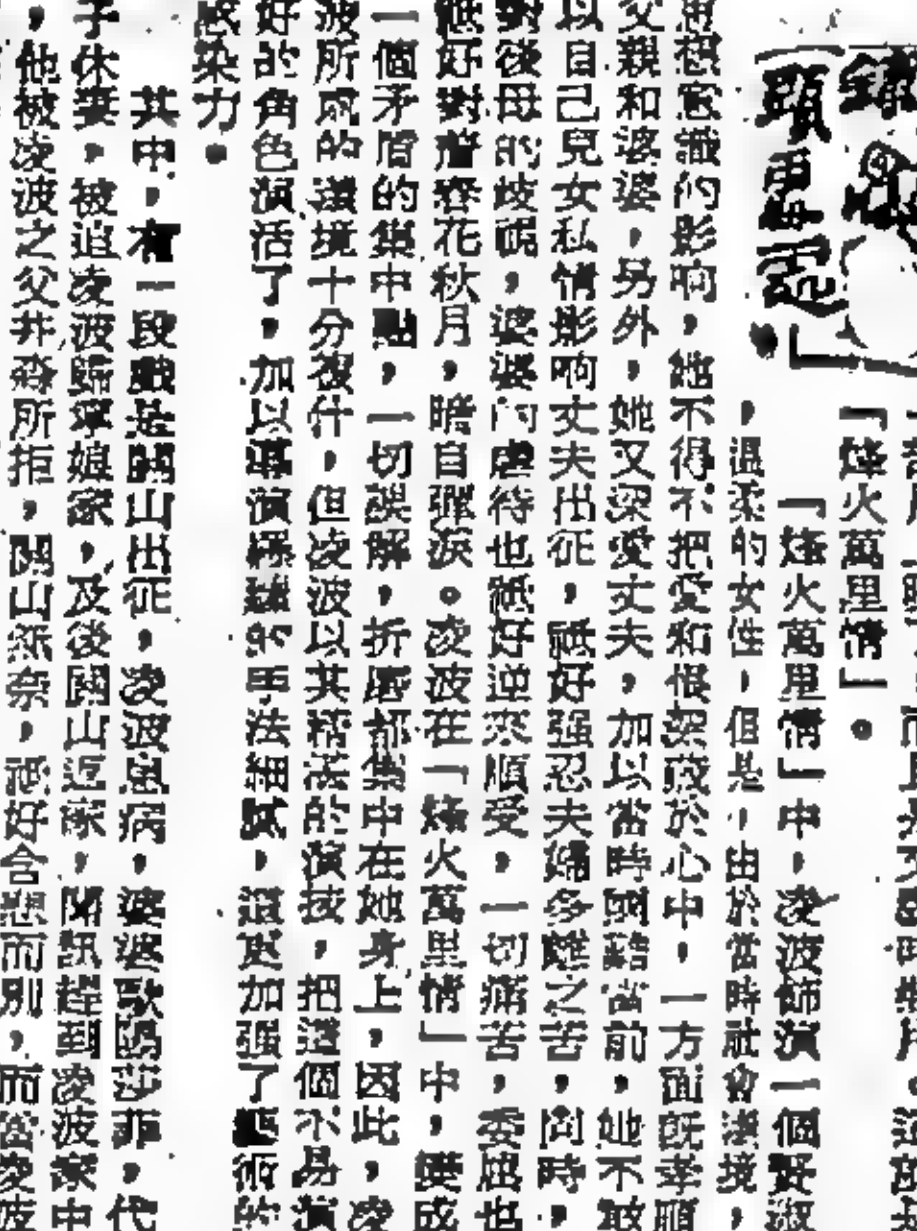 「烽火萬里情」。
「烽火萬里情」中，凌波飾演一個賢淑
，溫柔的女性，但是，由於當時社會環境，
思想意識的影响，她不得不把愛和恨架藏於心中，一方面既孝順
父親和婆婆，另外，她又深愛丈夫，加以當時國難當前，她不敢
以自己兒女私情影响丈夫出征，祇好强忍夫婦多離之苦，同時，
對後母的歧視，婆婆的虐待也祇好逆來順受，一切痛苦，委屈也
祇好對着春花秋月，暗自彈淚。凌波在「烽火萬里情」中，變成
一個矛盾的集中點，一切誤解，折磨都集中在她身上，因此，凌
波所處的環境十分複什，但凌波以其精湛的演技，把這個不易演
好的角色演活了，加以導演的手法細膩，這更加强了藝術的
感染力。
其中，有一段戲是關山出征，凌波患病，婆婆歐陽莎菲，代
子休妻，被迫凌波歸寧娘家，及後關山返家，聞訊趕到凌波家中
，他被凌波之父井淼所拒，關山無奈，祇好含悲而別，而當凌波